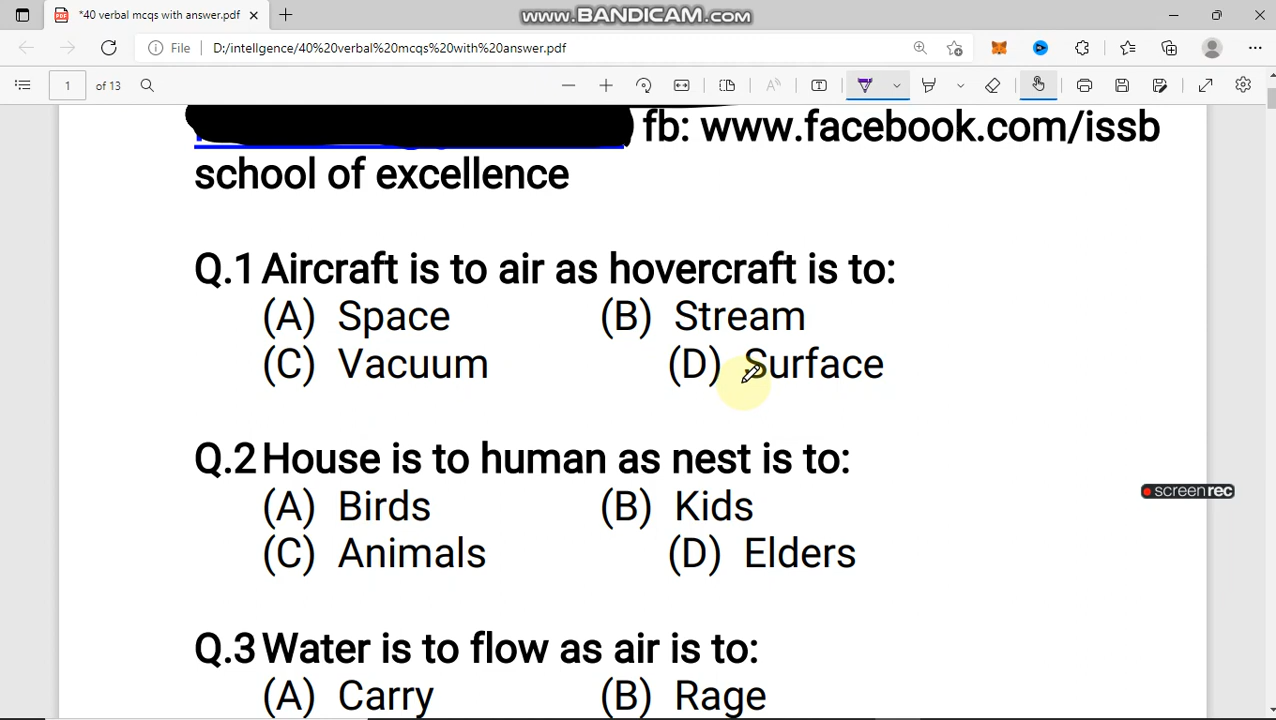 www.BANDICAM.com
*40 verbal mcqs with answer.pdf
File D:/intellgence/40%20verbal%20mcqs%20with%20answer.pdf
1 of 13
fb: www.facebook.com/issb
school of excellence
Q.1 Aircraft is to air as hovercraft is to:
(A) Space (B) Stream
(C) Vacuum (D) Surface
Q.2 House is to human as nest is to:
(A) Birds (B) Kids
(C) Animals (D) Elders
screenrec
Q.3 Water is to flow as air is to:
(A) Carry (B) Rage